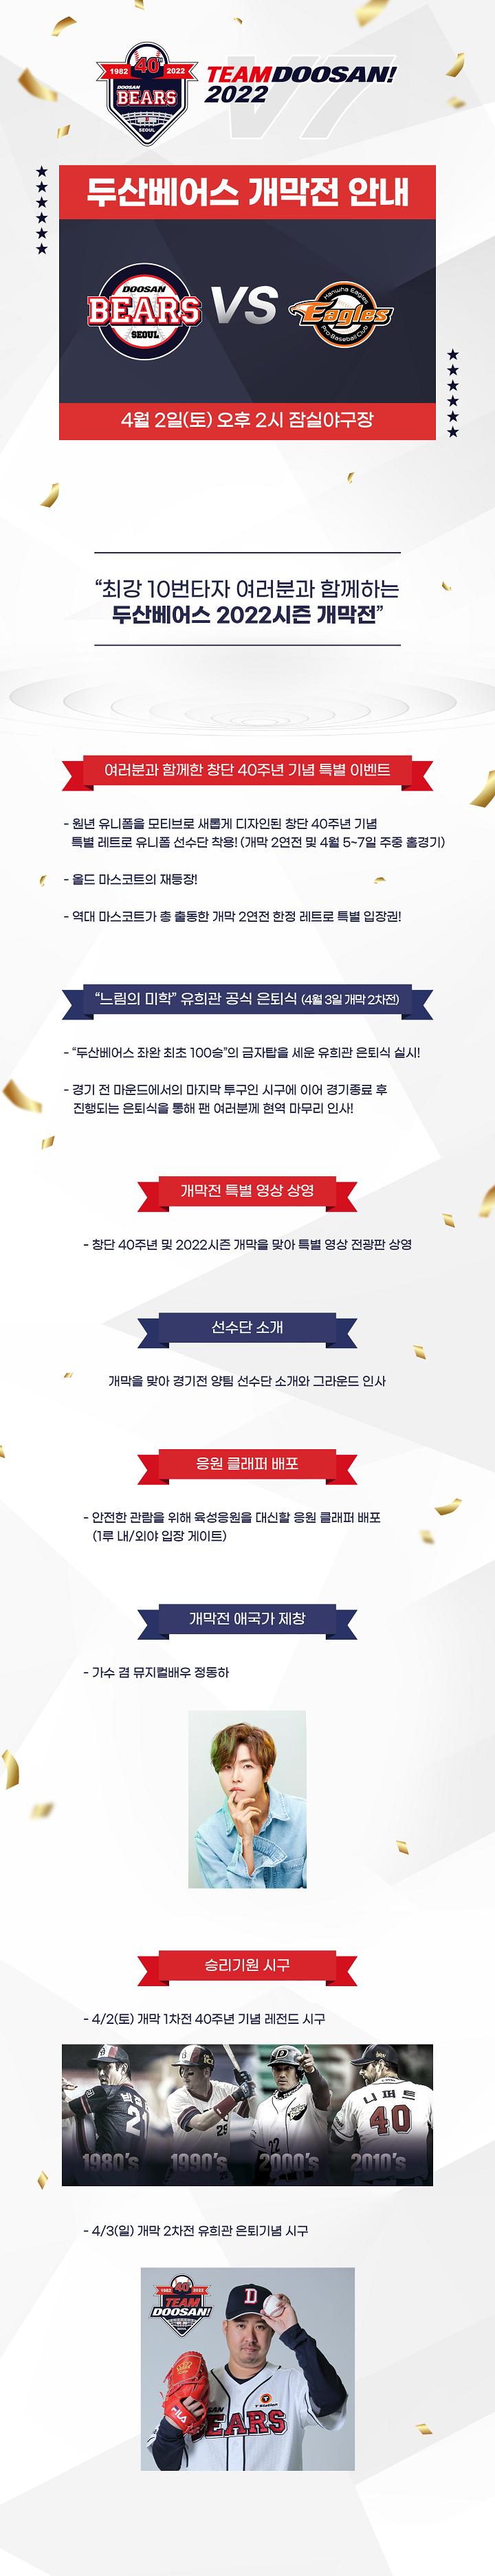 1982 40th 2022
DOOSAN
BEARS
SEOUL
TEAM DOOSAN!
2022
V7
두산베어스 개막전 안내
DOOSAN
BEARS
SEOUL
VS
Hanwha Eagles
Eagles
Pro Baseball Club
4월 2일(토) 오후 2시 잠실야구장
“최강 10번타자 여러분과 함께하는
두산베어스 2022시즌 개막전”
여러분과 함께한 창단 40주년 기념 특별 이벤트
- 원년 유니폼을 모티브로 새롭게 디자인된 창단 40주년 기념
특별 레트로 유니폼 선수단 착용! (개막 2연전 및 4월 5~7일 주중 홈경기)
- 올드 마스코트의 재등장!
- 역대 마스코트가 총 출동한 개막 2연전 한정 레트로 특별 입장권!
“느림의 미학” 유희관 공식 은퇴식 (4월 3일 개막 2차전)
- “두산베어스 좌완 최초 100승”의 금자탑을 세운 유희관 은퇴식 실시!
- 경기 전 마운드에서의 마지막 투구인 시구에 이어 경기종료 후
진행되는 은퇴식을 통해 팬 여러분께 현역 마무리 인사!
개막전 특별 영상 상영
- 창단 40주년 및 2022시즌 개막을 맞아 특별 영상 전광판 상영
선수단 소개
개막을 맞아 경기전 양팀 선수단 소개와 그라운드 인사
응원 클래퍼 배포
- 안전한 관람을 위해 육성응원을 대신할 응원 클래퍼 배포
(1루 내/외야 입장 게이트)
개막전 애국가 제창
- 가수 겸 뮤지컬배우 정동하
승리기원 시구
- 4/2(토) 개막 1차전 40주년 기념 레전드 시구
25
22
니퍼트
40
1980's 1990's 2000's 2010's
- 4/3(일) 개막 2차전 유희관 은퇴기념 시구
1982 40th 2022
TEAM
DOOSAN!
D
FILA
T Station
EARS